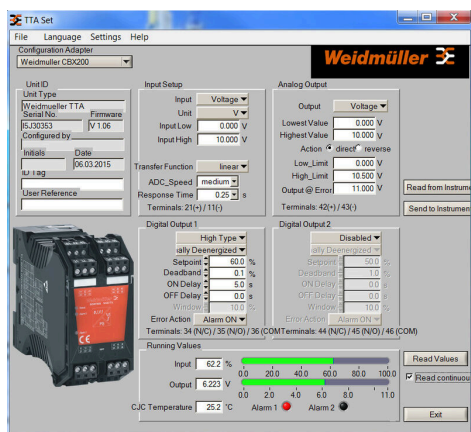 TTA Set
File Language Settings Help
Configuration Adapter
Weidmuller CBX200
Weidmüller
Unit ID
Unit Type
Weidmueller TTA
Serial No. Firmware
I5J30353 V 1.06
Configured by
Initials Date
06.03.2015
ID Tag
User Reference
Input Setup
Input Voltage
Unit V
Input Low 0.000 V
Input High 10.000 V
Transfer Function linear
ADC_Speed medium
Response Time 0.25 s
Terminals: 21(+) / 11(-)
Analog Output
Output Voltage
Lowest Value 0.000 V
Highest Value 10.000 V
Action direct reverse
Low_Limit 0.000 V
High_Limit 10.500 V
Output @ Error 11.000 V
Terminals: 42(+) / 43(-)
Read from Instrume
Send to Instrumen
Digital Output 1
High Type
ally Deenergized
Setpoint 60.0 %
Deadband 0.1 %
ON Delay 5.0 s
OFF Delay 0.0 s
Window 10.0 %
Error Action Alarm ON
Terminals: 34 (N/C) / 35 (N/O) / 36 (COM
Digital Output 2
Disabled
ally Deenergized
Setpoint 50.0 %
Deadband 1.0 %
ON Delay 0.0 s
OFF Delay 0.0 s
Window 10.0 %
Error Action Alarm ON
Terminals: 44 (N/C) / 45 (N/O) / 46 (COM)
Running Values
Input 62.2 %
0.0 20.0 40.0 60.0 80.0 100.0
Output 6.223 V
0.0 2.0 4.0 6.0 8.0 11.0
CJC Temperature 25.2 °C Alarm 1 Alarm 2
Read Values
Read continuou
Exit